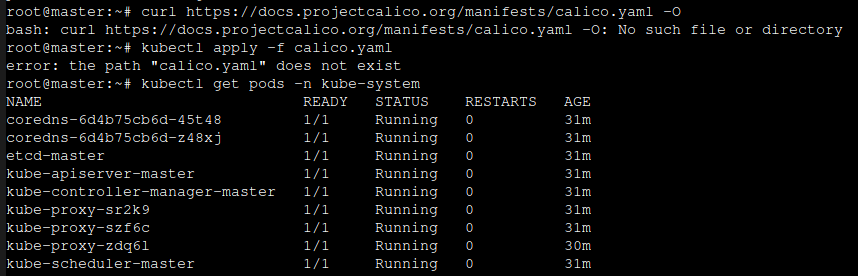 root@master:~# curl https://docs.projectcalico.org/manifests/calico.yaml -O
bash: curl https://docs.projectcalico.org/manifests/calico.yaml -O: No such file or directory
root@master:~# kubectl apply -f calico.yaml
error: the path "calico.yaml" does not exist
root@master:~# kubectl get pods -n kube-system
NAME READY STATUS RESTARTS AGE
coredns-6d4b75cb6d-45t48 1/1 Running 0 31m
coredns-6d4b75cb6d-z48xj 1/1 Running 0 31m
etcd-master 1/1 Running 0 31m
kube-apiserver-master 1/1 Running 0 31m
kube-controller-manager-master 1/1 Running 0 31m
kube-proxy-sr2k9 1/1 Running 0 31m
kube-proxy-szf6c 1/1 Running 0 31m
kube-proxy-zdq6l 1/1 Running 0 30m
kube-scheduler-master 1/1 Running 0 31m